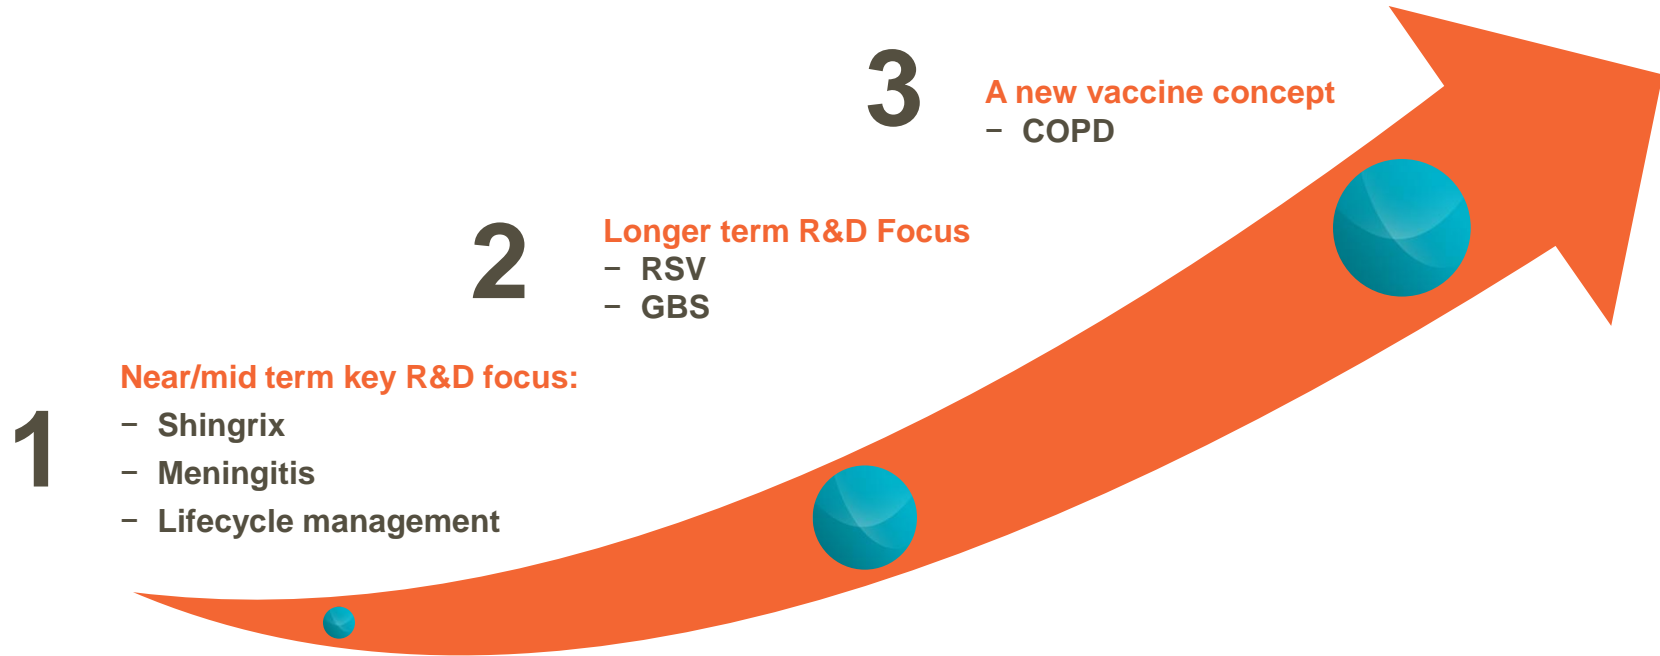 1
Near/mid term key R&D focus:
− Shingrix
− Meningitis
− Lifecycle management
2
Longer term R&D Focus
− RSV
− GBS
3
A new vaccine concept
− COPD